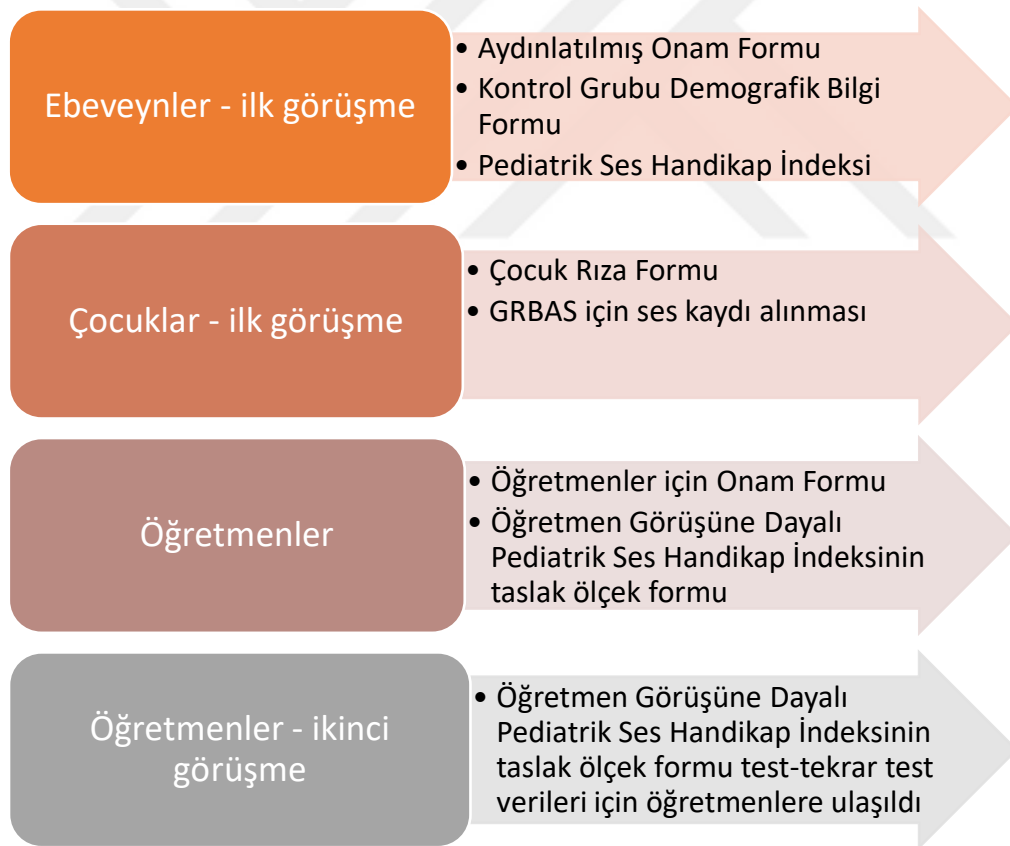 Ebeveynler - ilk görüşme
• Aydınlatılmış Onam Formu
• Kontrol Grubu Demografik Bilgi
Formu
• Pediatrik Ses Handikap İndeksi
Çocuklar - ilk görüşme
• Çocuk Rıza Formu
• GRBAS için ses kaydı alınması
Öğretmenler
• Öğretmenler için Onam Formu
• Öğretmen Görüşüne Dayalı
Pediatrik Ses Handikap İndeksinin
taslak ölçek formu
Öğretmenler - ikinci
görüşme
• Öğretmen Görüşüne Dayalı
Pediatrik Ses Handikap İndeksinin
taslak ölçek formu test-tekrar test
verileri için öğretmenlere ulaşıldı